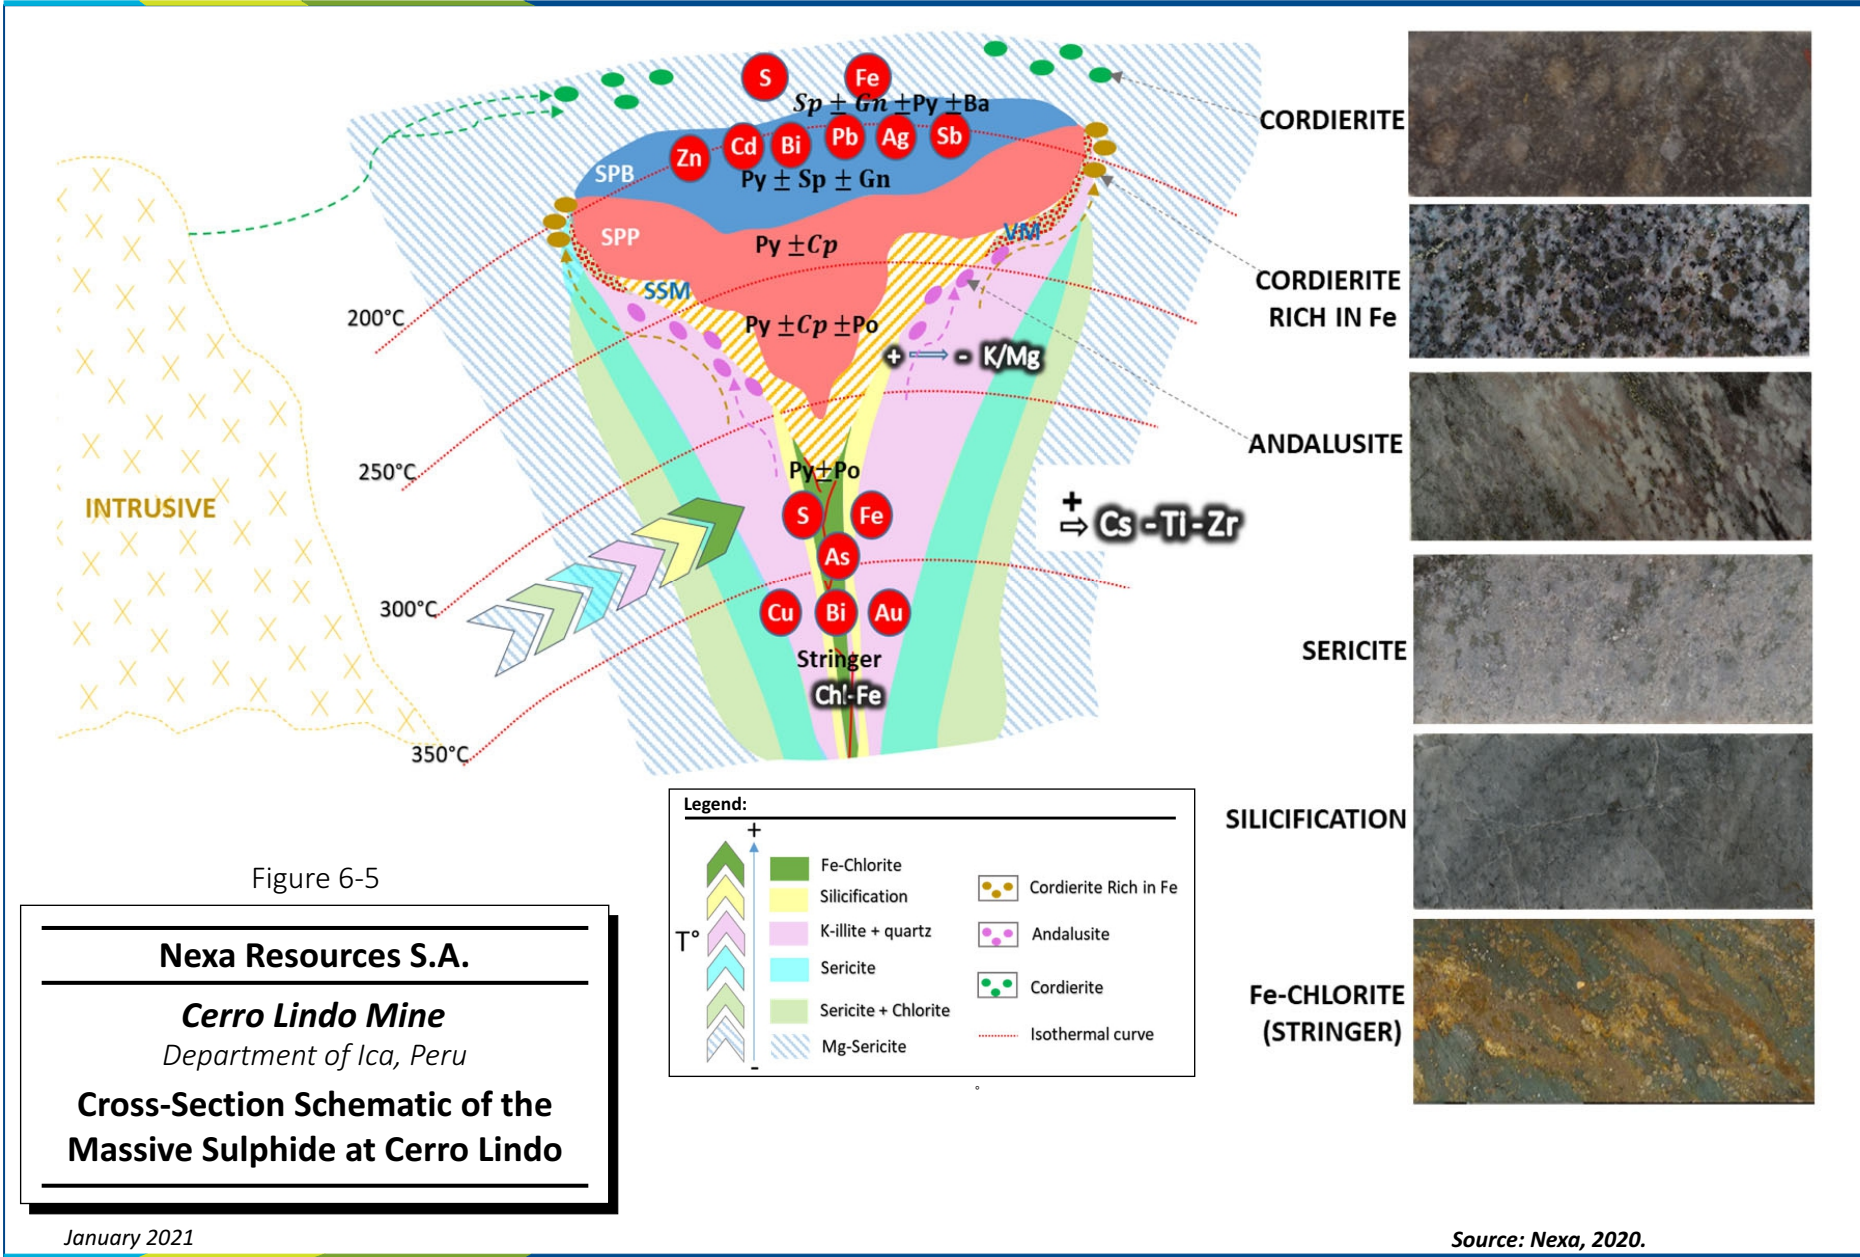 S
Fe
Sp ± Gn ±Py ±Ba
Zn
Cd
Bi
Pb
Ag
Sb
SPB
Py ± Sp ± Gn
SPP
Py ±Cp
VM
SSM
Py ±Cp ±Po
+ ⇒ - K/Mg
200°C
250°C
300°C
350°C
INTRUSIVE
Py±Po
S
Fe
As
Cu
Bi
Au
Stringer
Chl-Fe
+
⇒ Cs -Ti-Zr
CORDIERITE
CORDIERITE
RICH IN Fe
ANDALUSITE
SERICITE
SILICIFICATION
Fe-CHLORITE
(STRINGER)
Legend:
+
T°
-
Fe-Chlorite
Silicification
K-illite + quartz
Sericite
Sericite + Chlorite
Mg-Sericite
Cordierite Rich in Fe
Andalusite
Cordierite
Isothermal curve
Figure 6-5
Nexa Resources S.A.
Cerro Lindo Mine
Department of Ica, Peru
Cross-Section Schematic of the
Massive Sulphide at Cerro Lindo
January 2021
Source: Nexa, 2020.